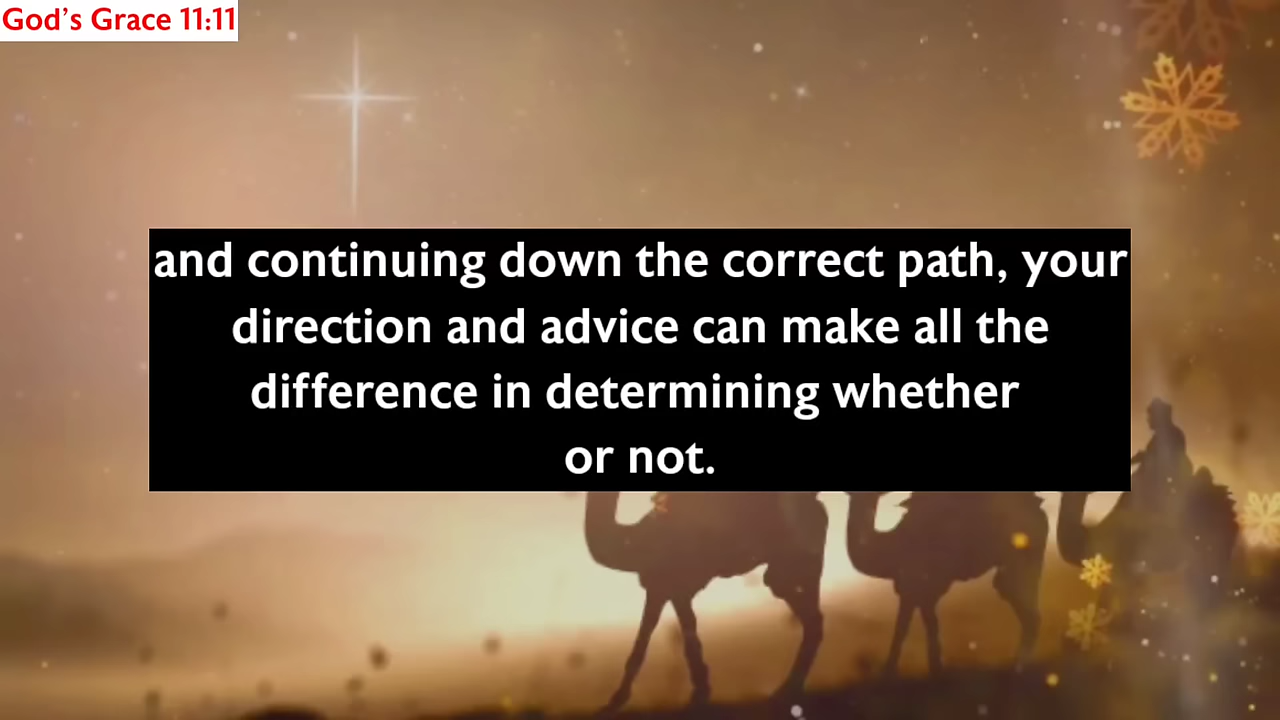 God's Grace 11:11
and continuing down the correct path, your
direction and advice can make all the
difference in determining whether
or not.